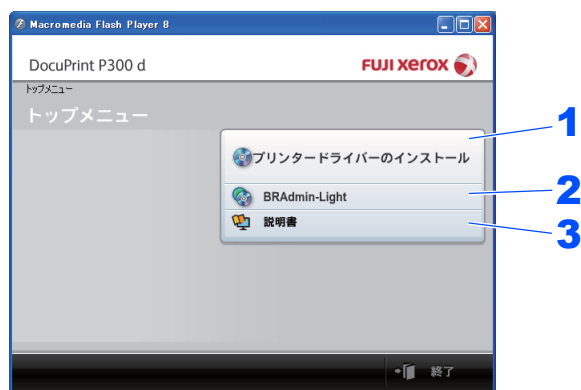 Macromedia Flash Player 8
DocuPrint P300 d
FUJI XEROX
トップメニュー
トップメニュー
プリンタードライバーのインストール
1
BRAdmin-Light
2
説明書
3
終了